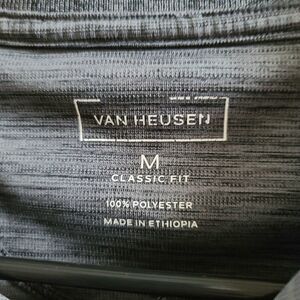 VAN HEUSEN
M
CLASSIC FIT
100% POLYESTER
MADE IN ETHIOPIA